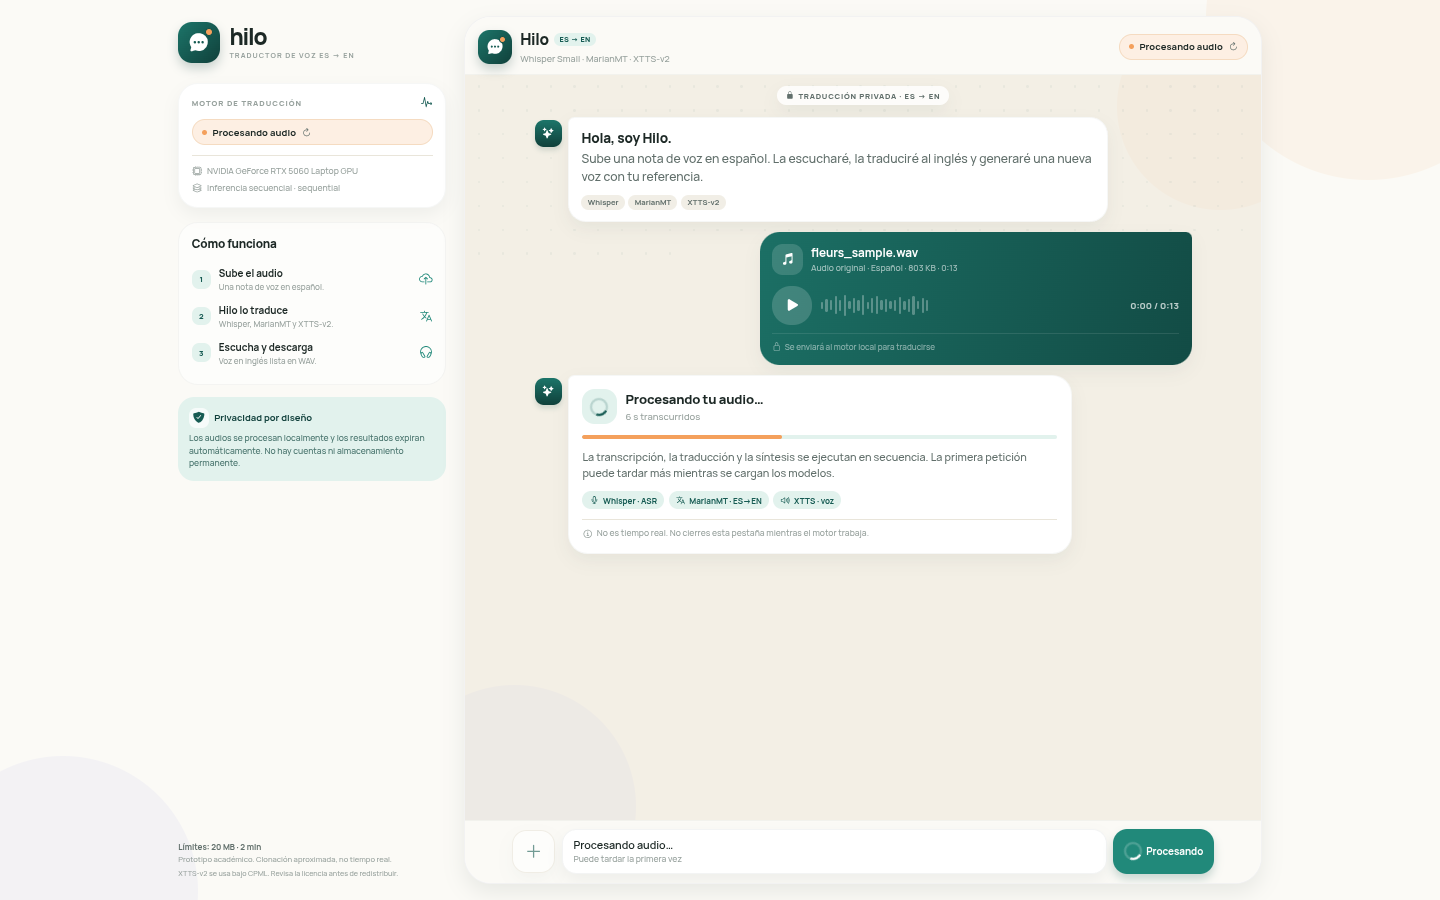 hilo
TRADUCTOR DE VOZ ES → EN
MOTOR DE TRADUCCIÓN
Procesando audio
NVIDIA GeForce RTX 5060 Laptop GPU
Inferencia secuencial · sequential
Cómo funciona
1
Sube el audio
Una nota de voz en español.
2
Hilo lo traduce
Whisper, MarianMT y XTTS-v2.
3
Escucha y descarga
Voz en inglés lista en WAV.
Privacidad por diseño
Los audios se procesan localmente y los resultados expiran
automáticamente. No hay cuentas ni almacenamiento
permanente.
Límites: 20 MB · 2 min
Prototipo académico. Clonación aproximada, no tiempo real.
XTTS-v2 se usa bajo CPML. Revisa la licencia antes de redistribuir.
Hilo ES → EN
Whisper Small · MarianMT · XTTS-v2
Procesando audio
TRADUCCIÓN PRIVADA · ES → EN
Hola, soy Hilo.
Sube una nota de voz en español. La escucharé, la traduciré al inglés y generaré una nueva
voz con tu referencia.
Whisper MarianMT XTTS-v2
fleurs_sample.wav
Audio original · Español · 803 KB · 0:13
0:00 / 0:13
Se enviará al motor local para traducirse
Procesando tu audio…
6 s transcurridos
La transcripción, la traducción y la síntesis se ejecutan en secuencia. La primera petición
puede tardar más mientras se cargan los modelos.
Whisper · ASR MarianMT · ES→EN XTTS · voz
No es tiempo real. No cierres esta pestaña mientras el motor trabaja.
Procesando audio…
Puede tardar la primera vez
Procesando